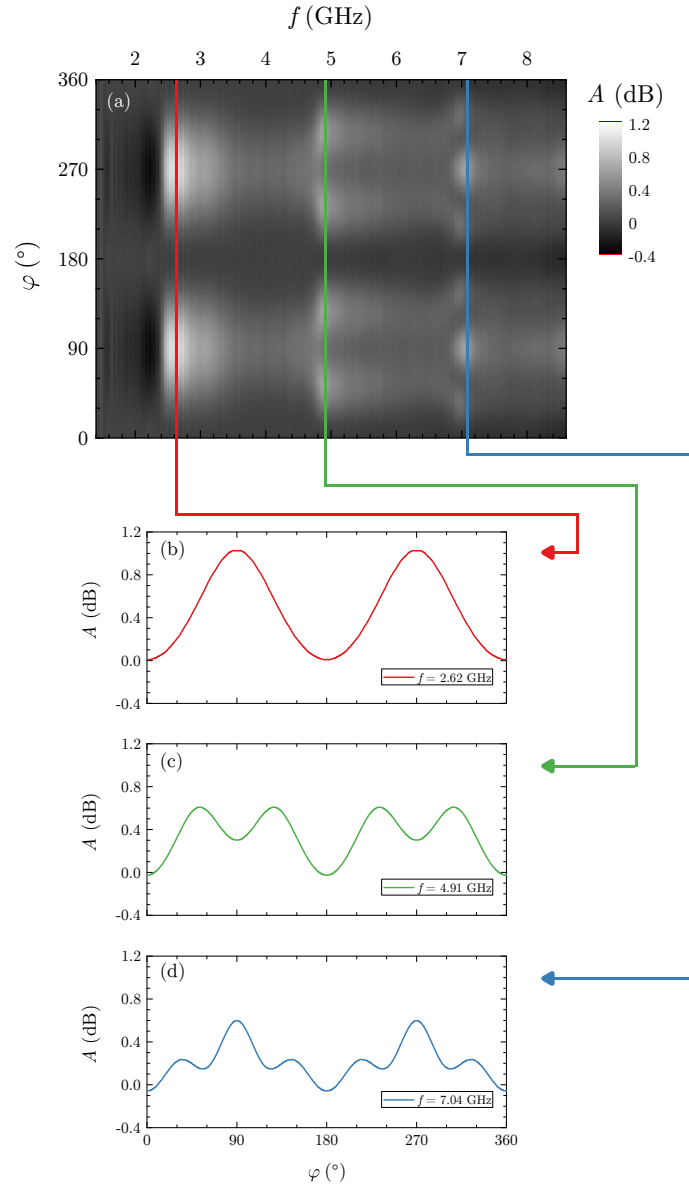 f (GHz)
2 3 4 5 6 7 8
360
270
180
90
0
φ (°)
(a)
A (dB)
1.2
0.8
0.4
0
-0.4
(b)
1.2
0.8
0.4
0.0
-0.4
A (dB)
f = 2.62 GHz
(c)
1.2
0.8
0.4
0.0
-0.4
A (dB)
f = 4.91 GHz
(d)
1.2
0.8
0.4
0.0
-0.4
A (dB)
f = 7.04 GHz
0 90 180 270 360
φ (°)